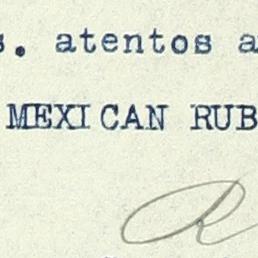 s. atentos a
MEXICAN RUB
R